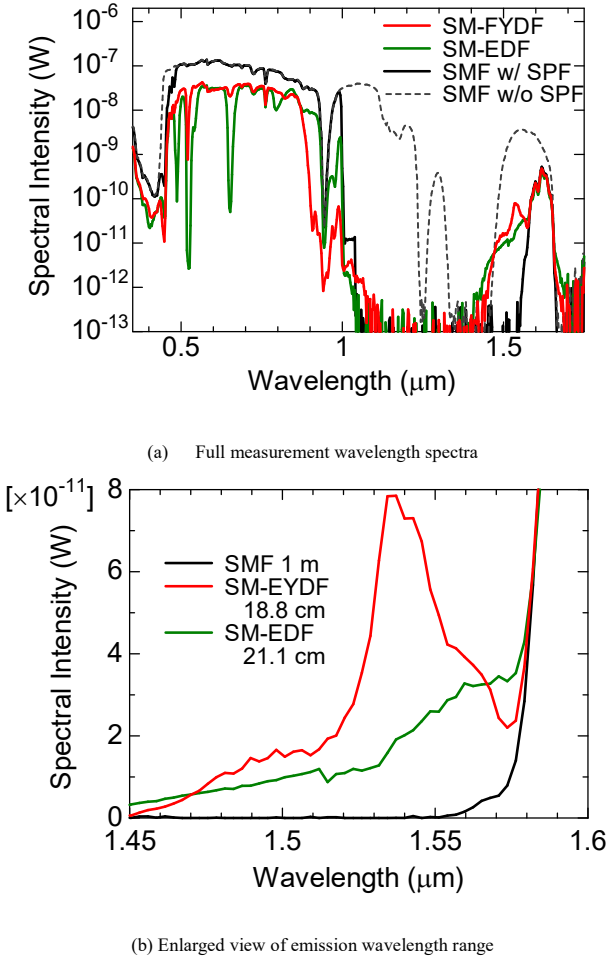 10-6
10-7
10-8
10-9
10-10
10-11
10-12
10-13
Spectral Intensity (W)
SM-FYDF
SM-EDF
SMF w/ SPF
SMF w/o SPF
0.5 1 1.5
Wavelength (μm)
(a) Full measurement wavelength spectra
[×10-11]
8
6
4
2
0
Spectral Intensity (W)
SMF 1 m
SM-EYDF
18.8 cm
SM-EDF
21.1 cm
1.45 1.5 1.55 1.6
Wavelength (μm)
(b) Enlarged view of emission wavelength range